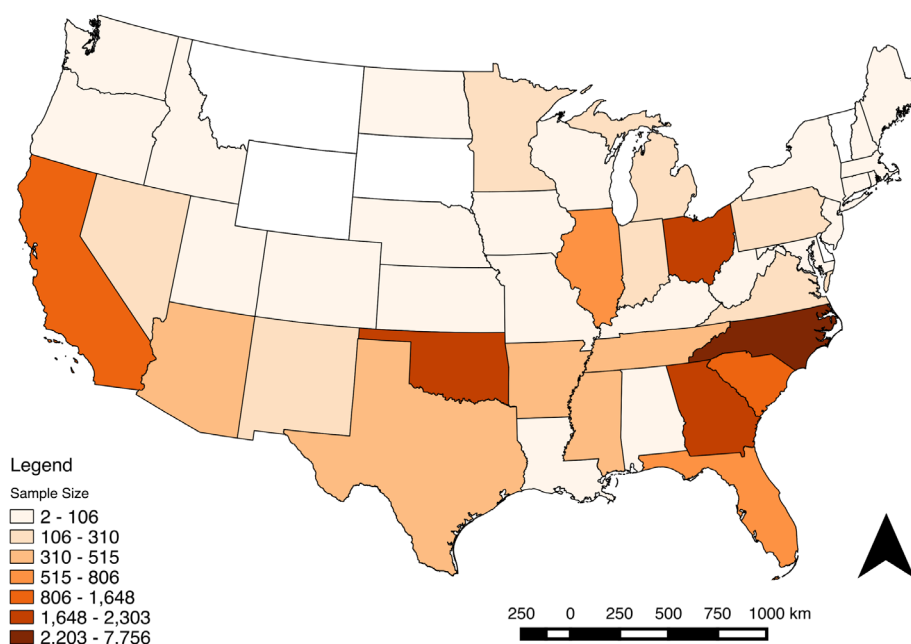 Legend
Sample Size
2 - 106
106 - 310
310 - 515
515 - 806
806 - 1,648
1,648 - 2,303
2,203 - 7,756
250 0 250 500 750 1000 km